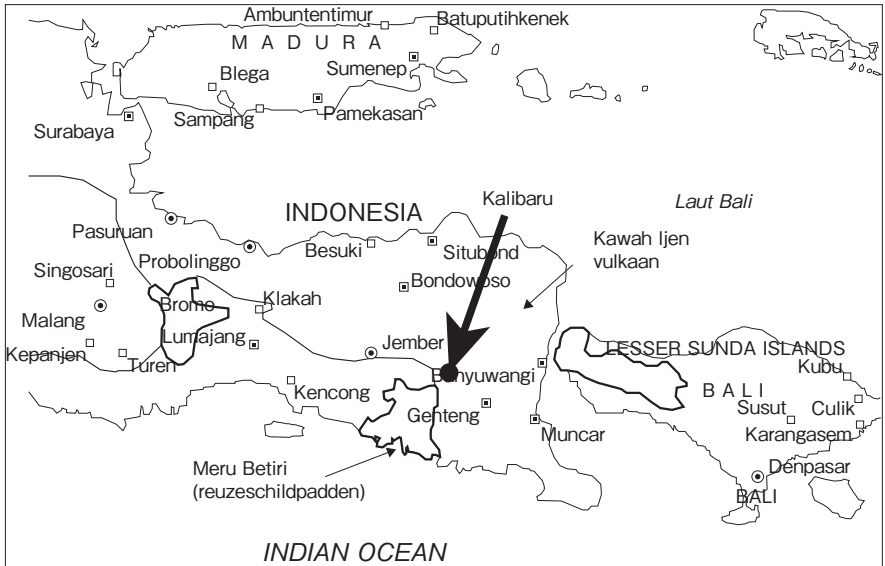 Ambuntentimur
Batuputihkenek
MADURA
Sumenep
Blega
Surabaya
Sampang
Pamekasan
Kalibaru
Laut Bali
INDONESIA
Pasuruan
Besuki
Situbond
Kawah Ijen
vulkaan
Probolinggo
Singosari
Bondowoso
Bromo
Klakah
Malang
Lumajang
Jember
LESSER SUNDA ISLANDS
Kepanjen
Turen
Kubu
Banyuwangi
BALI
Kencong
Genteng
Susut
Culik
Muncar
Karangasem
Meru Betiri
(reuzeschildpadden)
Denpasar
BALI
INDIAN OCEAN